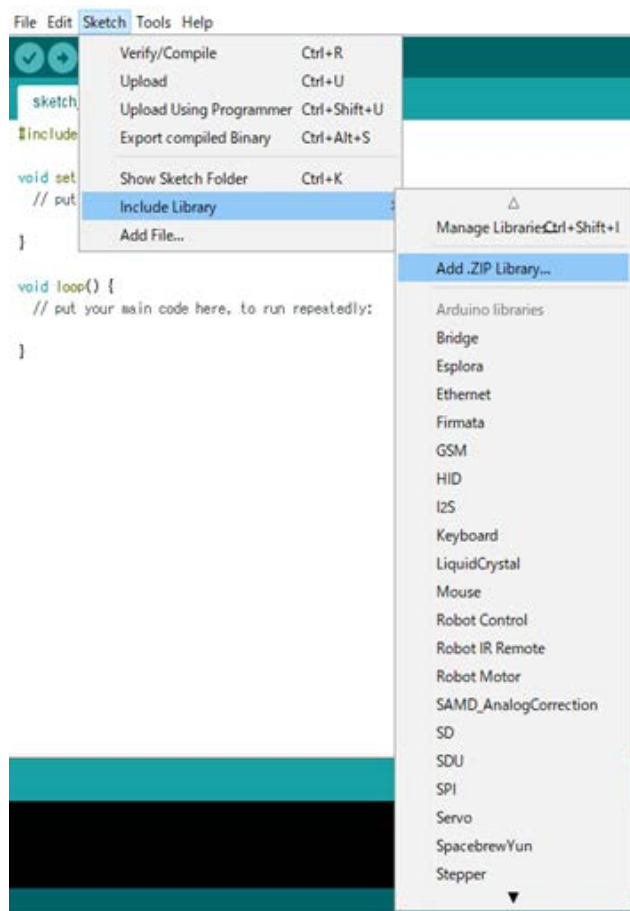 File Edit Sketch Tools Help
Verify/Compile Ctrl+R
Upload Ctrl+U
Upload Using Programmer Ctrl+Shift+U
Export compiled Binary Ctrl+Alt+S
Show Sketch Folder Ctrl+K
Include Library
Add File...
sketch
#include
void set
// put
}
void loop() {
// put your main code here, to run repeatedly:
}
Manage Libraries Ctrl+Shift+I
Add .ZIP Library...
Arduino libraries
Bridge
Esplora
Ethernet
Firmata
GSM
HID
I2S
Keyboard
LiquidCrystal
Mouse
Robot Control
Robot IR Remote
Robot Motor
SAMD_AnalogCorrection
SD
SDU
SPI
Servo
SpacebrewYun
Stepper